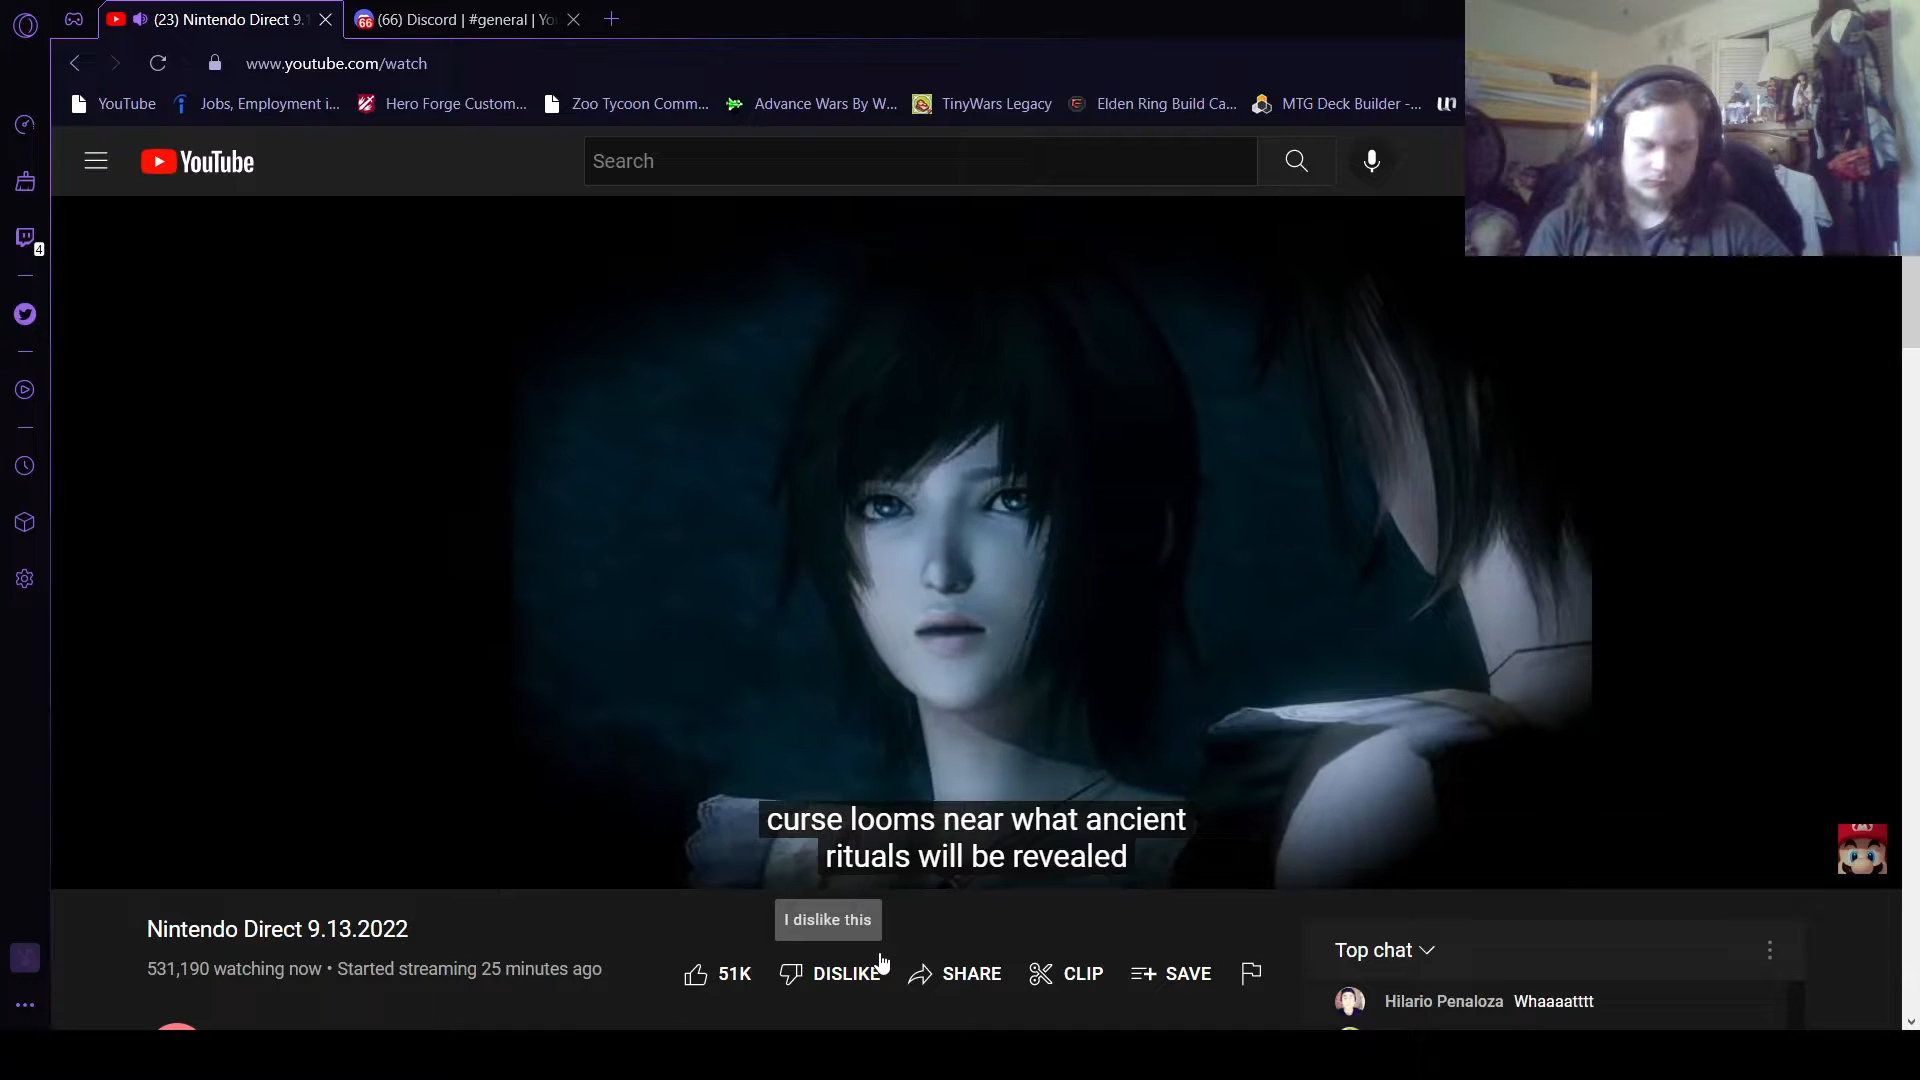 (23) Nintendo Direct 9.
(66) Discord | #general | Yo
www.youtube.com/watch
YouTube
Jobs, Employment i...
Hero Forge Custom...
Zoo Tycoon Comm...
Advance Wars By W...
TinyWars Legacy
Elden Ring Build Ca...
MTG Deck Builder -...
YouTube
Search
4
curse looms near what ancient
rituals will be revealed
I dislike this
Nintendo Direct 9.13.2022
531,190 watching now • Started streaming 25 minutes ago
51K
DISLIKE
SHARE
CLIP
SAVE
Top chat
Hilario Penaloza Whaaaatttt